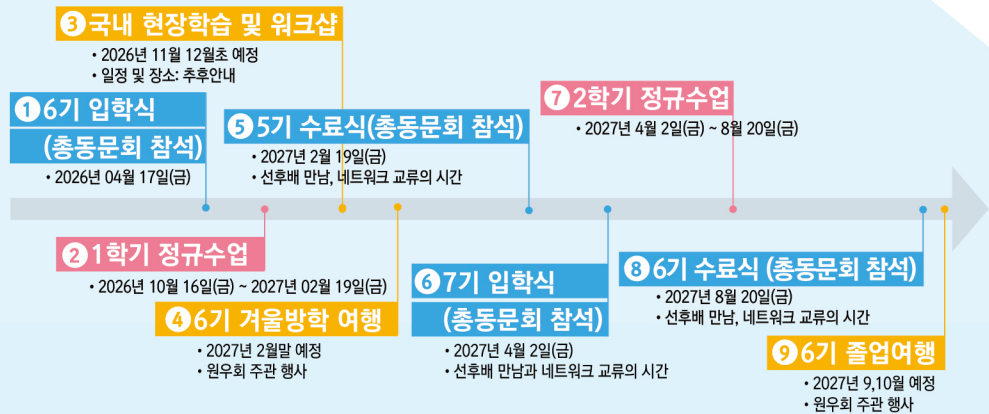 ① 6기 입학식
(총동문회 참석)
• 2026년 04월 17일(금)
② 1학기 정규수업
• 2026년 10월 16일(금) ~ 2027년 02월 19일(금)
③ 국내 현장학습 및 워크샵
• 2026년 11월 12월초 예정
• 일정 및 장소: 추후안내
④ 6기 겨울방학 여행
• 2027년 2월말 예정
• 원우회 주관 행사
⑤ 5기 수료식(총동문회 참석)
• 2027년 2월 19일(금)
• 선후배 만남, 네트워크 교류의 시간
⑥ 7기 입학식
(총동문회 참석)
• 2027년 4월 2일(금)
• 선후배 만남과 네트워크 교류의 시간
⑦ 2학기 정규수업
• 2027년 4월 2일(금) ~ 8월 20일(금)
⑧ 6기 수료식 (총동문회 참석)
• 2027년 8월 20일(금)
• 선후배 만남, 네트워크 교류의 시간
⑨ 6기 졸업여행
• 2027년 9,10월 예정
• 원우회 주관 행사